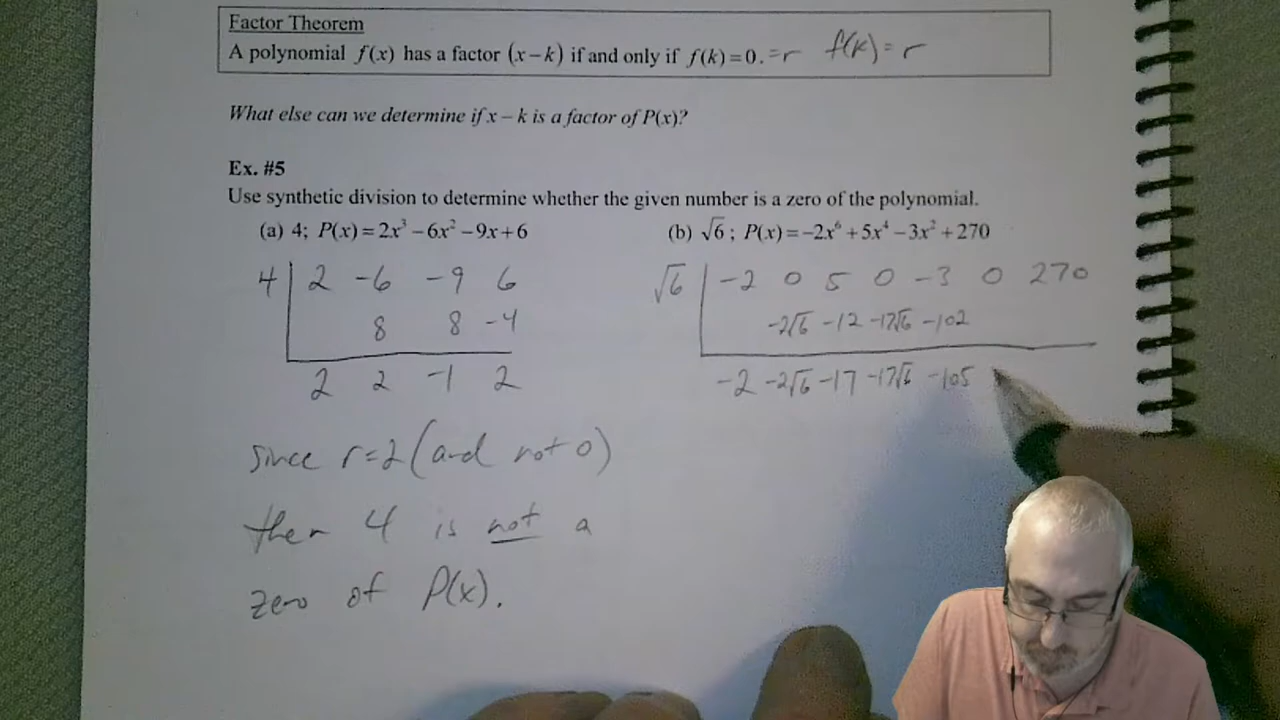 Factor Theorem
A polynomial f(x) has a factor (x−k) if and only if f(k)=0. =r f(k)=r
What else can we determine if x − k is a factor of P(x)?
Ex. #5
Use synthetic division to determine whether the given number is a zero of the polynomial.
(a) 4; P(x)=2x³−6x²−9x+6
4 | 2 -6 -9 6
8 8 -4
2 2 -1 2
since r=2 (and not 0)
then 4 is not a
zero of P(x).
(b) √6; P(x)=−2x⁶+5x⁴−3x²+270
√6 | -2 0 5 0 -3 0 270
-2√6 -12 -17√6 -102
-2 -2√6 -17 -17√6 -105